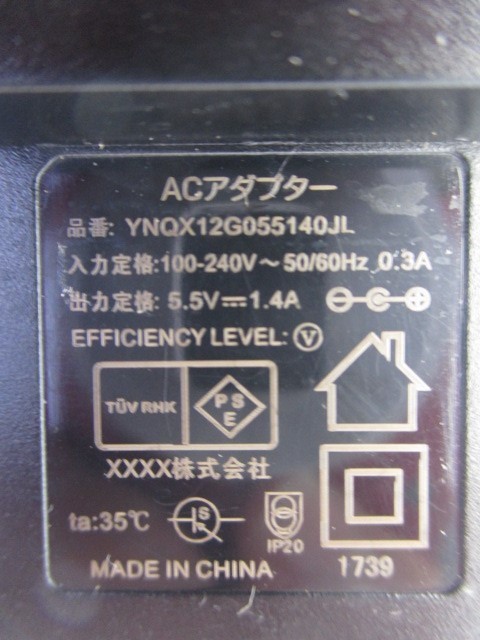 ACアダプター
品番: YNQX12G055140JL
入力定格:100-240V～50/60Hz 0.3A
出力定格: 5.5V⎓1.4A
EFFICIENCY LEVEL: Ⓥ
TÜV RHK
PSE
XXXX株式会社
ta:35℃
S
IP20
MADE IN CHINA
1739